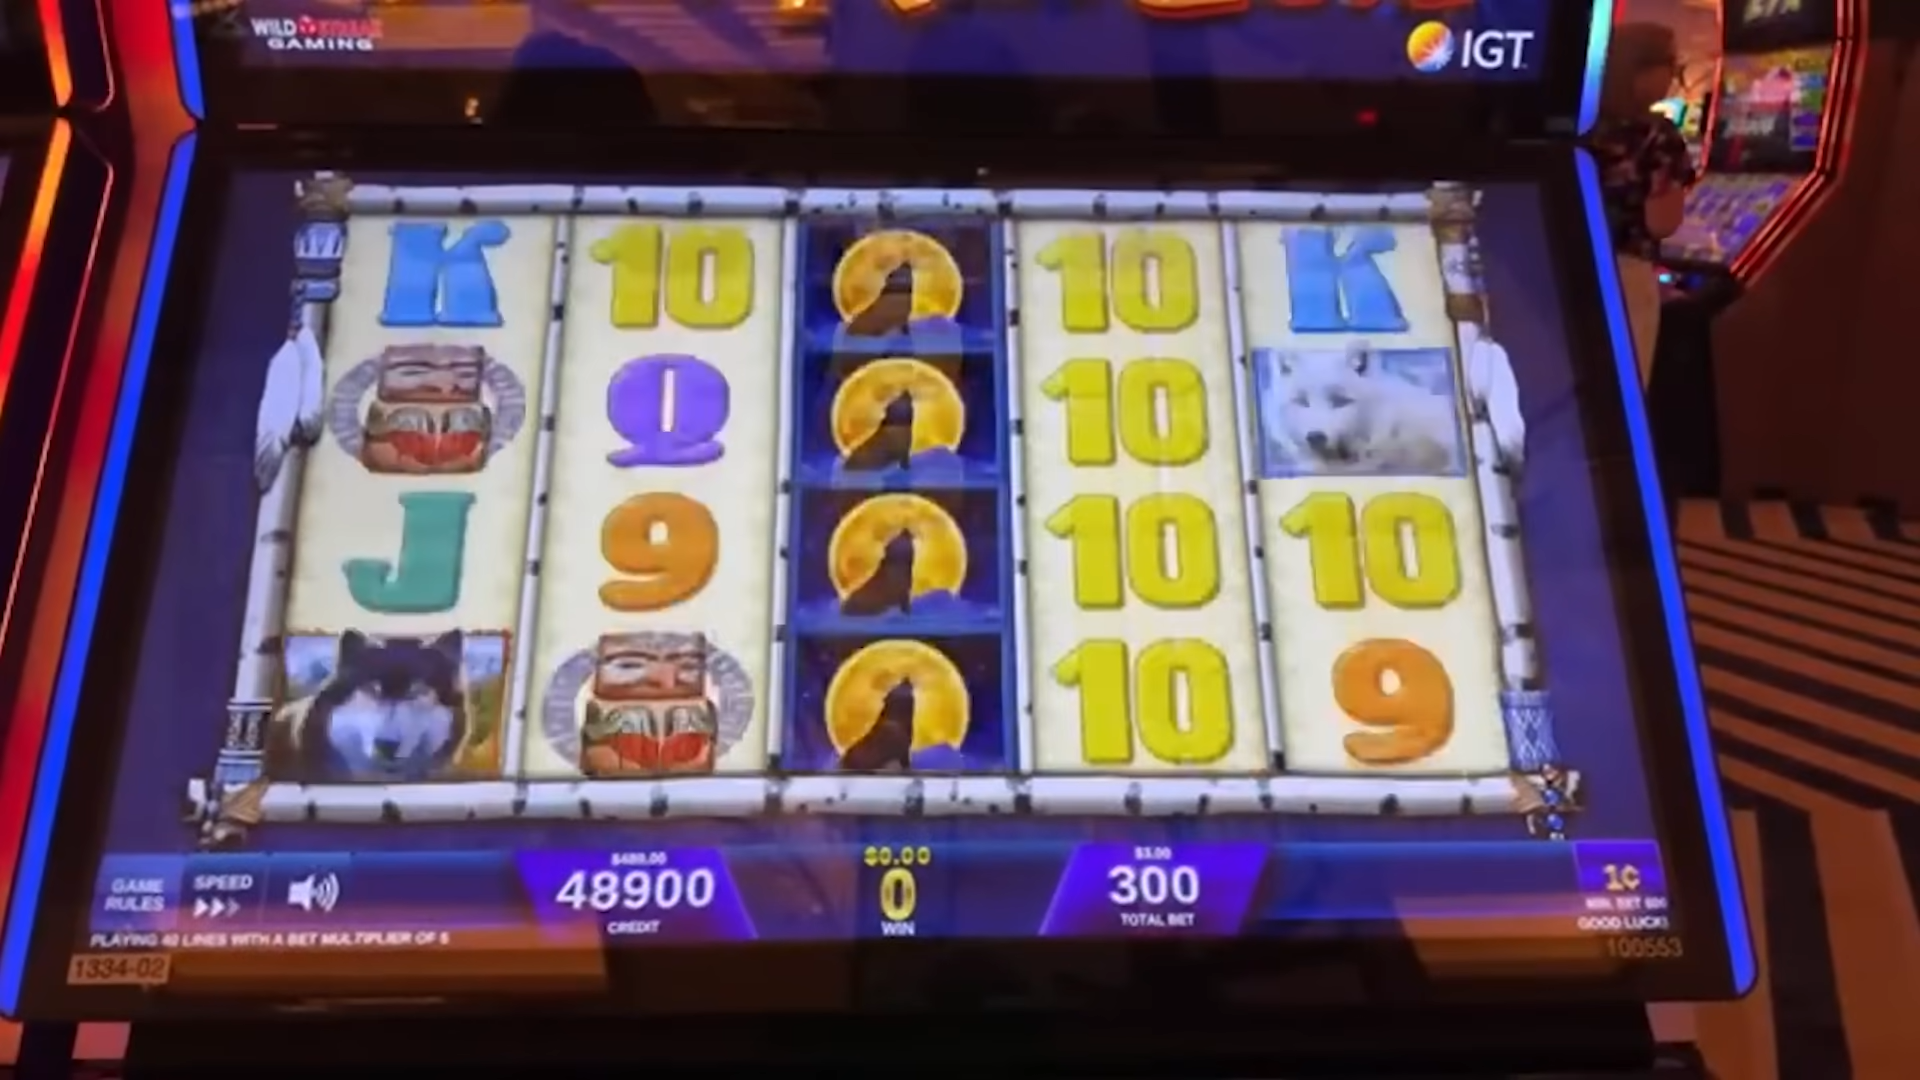 WILD STREAK
GAMING
IGT
K 10 10 K
Q 10
J 9 10 10
10 9
GAME RULES
SPEED
$489.00
48900
CREDIT
$0.00
0
WIN
$3.00
300
TOTAL BET
1¢
GOOD LUCK!
PLAYING 40 LINES WITH A BET MULTIPLIER OF 5
1334-02
100553